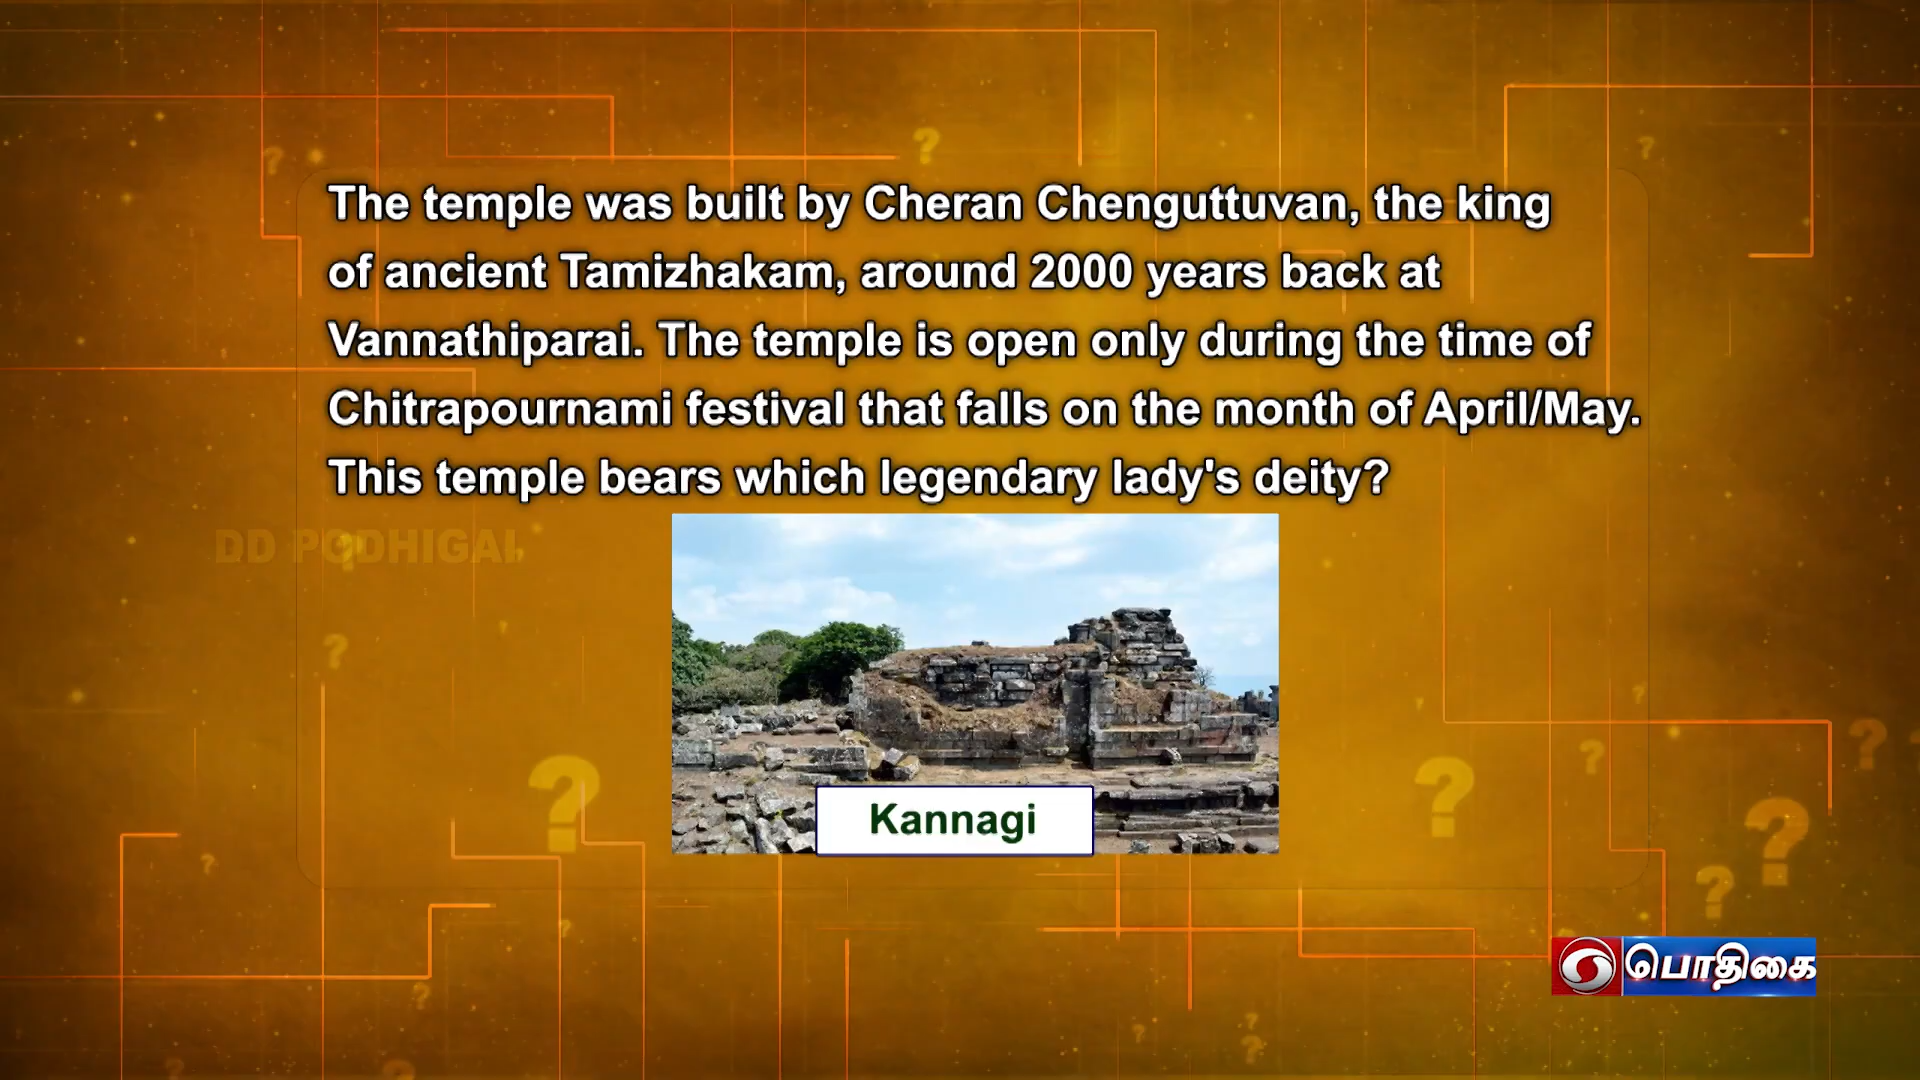 The temple was built by Cheran Chenguttuvan, the king
of ancient Tamizhakam, around 2000 years back at
Vannathiparai. The temple is open only during the time of
Chitrapournami festival that falls on the month of April/May.
This temple bears which legendary lady's deity?
DD PODHIGAI
Kannagi
பொதிகை